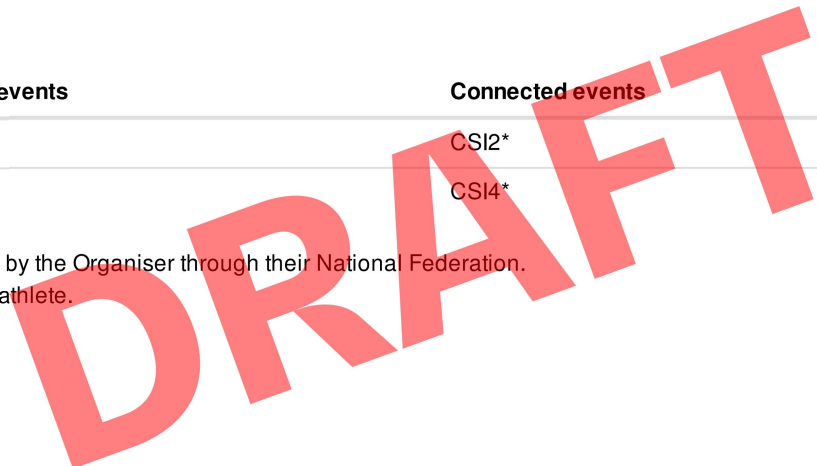 events Connected events
CSI2*
CSI4*
by the Organiser through their National Federation.
athlete.
DRAFT